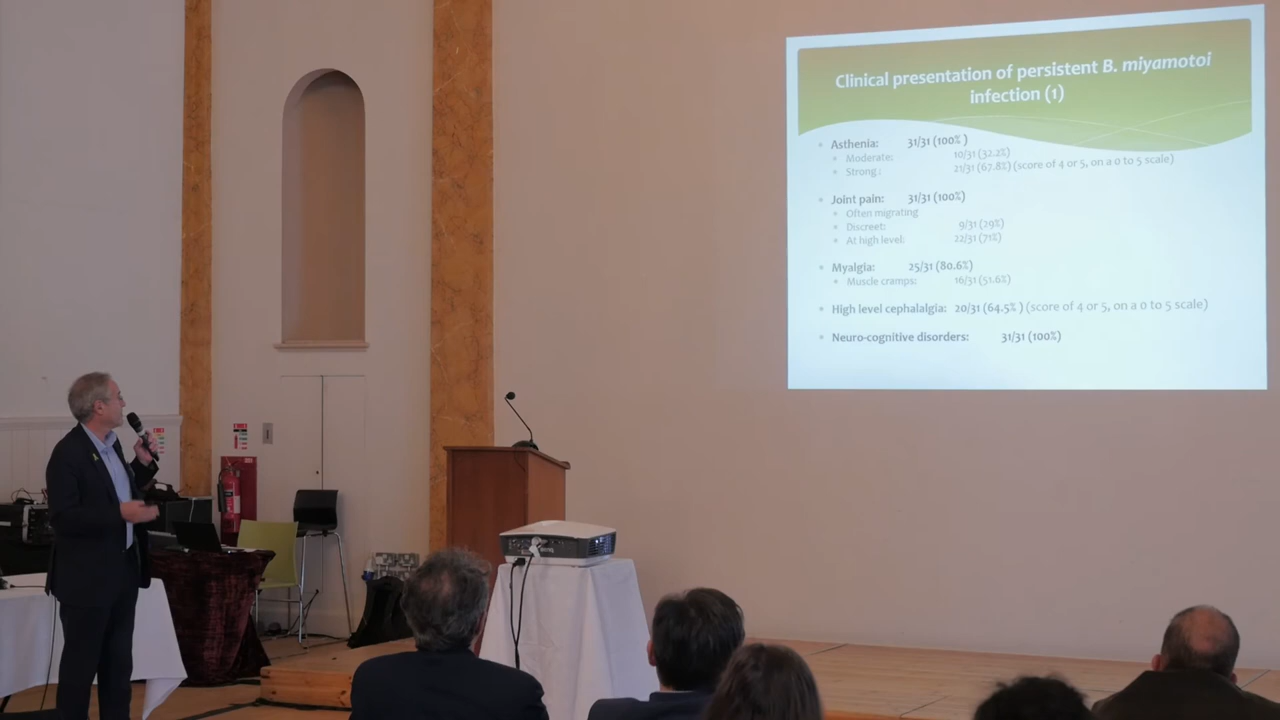 Clinical presentation of persistent B. miyamotoi
infection (1)
Asthenia: 31/31 (100% )
Moderate: 10/31 (32.2%)
Strong : 21/31 (67.8%) (score of 4 or 5, on a 0 to 5 scale)
Joint pain: 31/31 (100%)
Often migrating
Discreet: 9/31 (29%)
At high level: 22/31 (71%)
Myalgia: 25/31 (80.6%)
Muscle cramps: 16/31 (51.6%)
High level cephalalgia: 20/31 (64.5% ) (score of 4 or 5, on a 0 to 5 scale)
Neuro-cognitive disorders: 31/31 (100%)